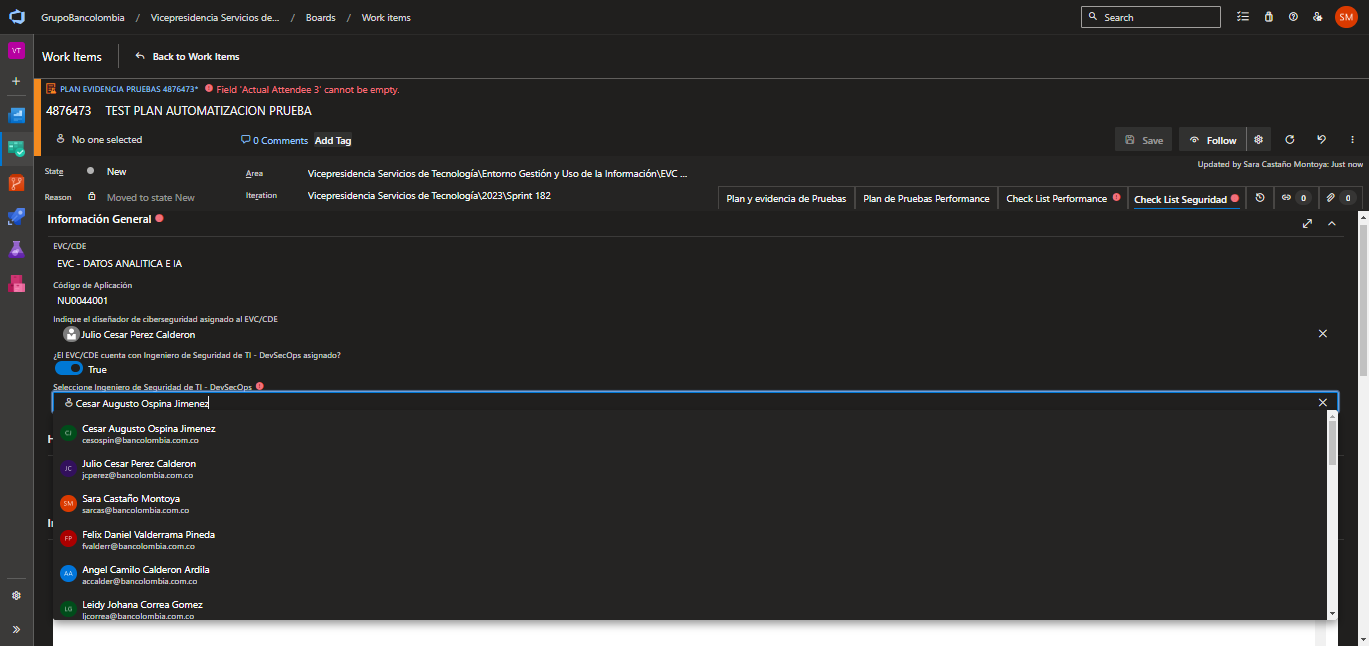 GrupoBancolombia / Vicepresidencia Servicios de... / Boards / Work items
Search
SM
VT
Work Items
Back to Work Items
PLAN EVIDENCIA PRUEBAS 4876473*
Field 'Actual Attendee 3' cannot be empty.
4876473 TEST PLAN AUTOMATIZACION PRUEBA
No one selected
0 Comments
Add Tag
Save
Follow
Updated by Sara Castaño Montoya: Just now
State New
Area Vicepresidencia Servicios de Tecnología\Entorno Gestión y Uso de la Información\EVC ...
Reason Moved to state New
Iteration Vicepresidencia Servicios de Tecnología\2023\Sprint 182
Plan y evidencia de Pruebas
Plan de Pruebas Performance
Check List Performance
Check List Seguridad
0
0
Información General
EVC/CDE
EVC - DATOS ANALITICA E IA
Código de Aplicación
NU0044001
Indique el diseñador de ciberseguridad asignado al EVC/CDE
Julio Cesar Perez Calderon
¿El EVC/CDE cuenta con Ingeniero de Seguridad de TI - DevSecOps asignado?
True
Seleccione Ingeniero de Seguridad de TI - DevSecOps
Cesar Augusto Ospina Jimenez
CJ
Cesar Augusto Ospina Jimenez
cesospin@bancolombia.com.co
JC
Julio Cesar Perez Calderon
jcperez@bancolombia.com.co
SM
Sara Castaño Montoya
sarcas@bancolombia.com.co
FP
Felix Daniel Valderrama Pineda
fvalderr@bancolombia.com.co
AA
Angel Camilo Calderon Ardila
accalder@bancolombia.com.co
LG
Leidy Johana Correa Gomez
ljcorrea@bancolombia.com.co